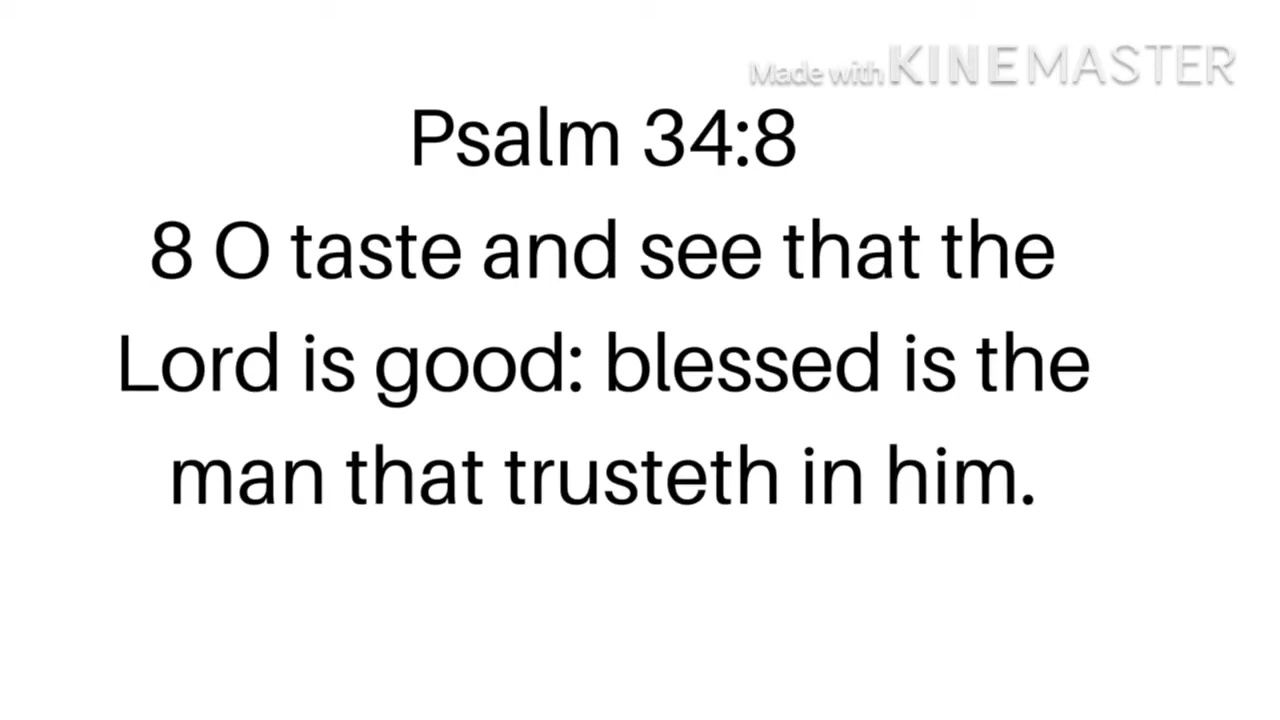 Made with KINEMASTER
Psalm 34:8
8 O taste and see that the
Lord is good: blessed is the
man that trusteth in him.